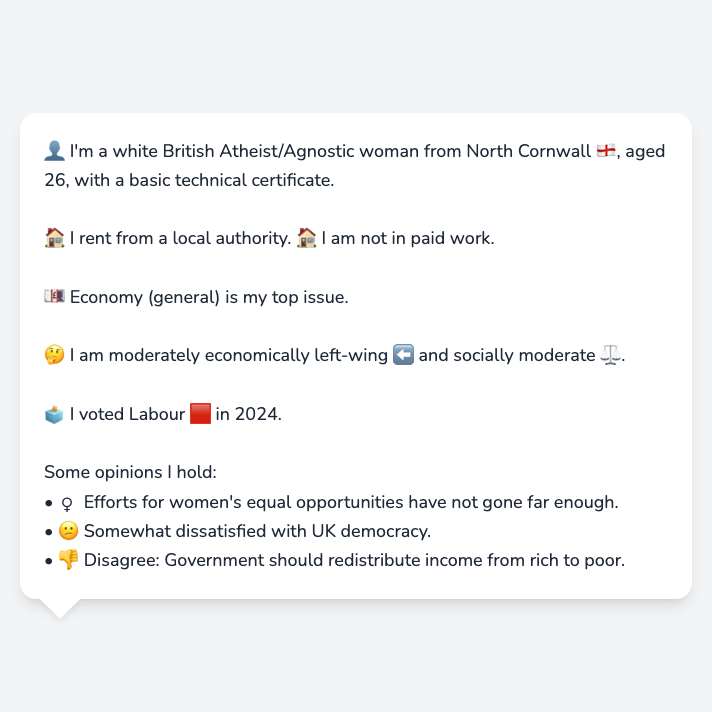 👤 I'm a white British Atheist/Agnostic woman from North Cornwall 🏴󠁧󠁢󠁥󠁮󠁧󠁿, aged
26, with a basic technical certificate.
🏠 I rent from a local authority. 🏠 I am not in paid work.
💷 Economy (general) is my top issue.
🤔 I am moderately economically left-wing ⬅️ and socially moderate ⚖️.
🗳️ I voted Labour 🟥 in 2024.
Some opinions I hold:
• ♀ Efforts for women's equal opportunities have not gone far enough.
• 🙁 Somewhat dissatisfied with UK democracy.
• 👎 Disagree: Government should redistribute income from rich to poor.